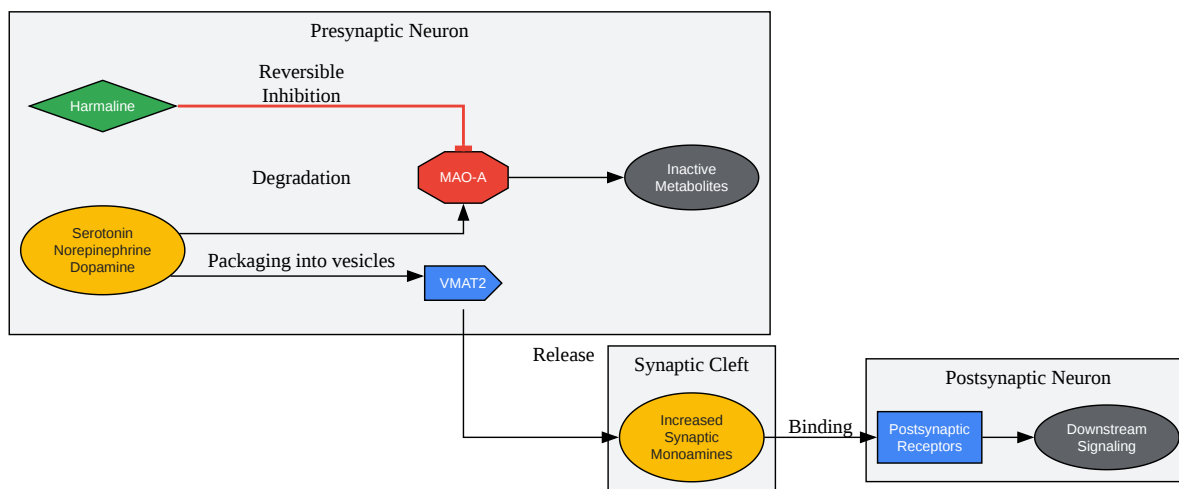 Presynaptic Neuron
Reversible
Inhibition
Harmaline
Degradation
MAO-A
Inactive
Metabolites
Serotonin
Norepinephrine
Dopamine
Packaging into vesicles
VMAT2
Release
Synaptic Cleft
Increased
Synaptic
Monoamines
Binding
Postsynaptic Neuron
Postsynaptic
Receptors
Downstream
Signaling